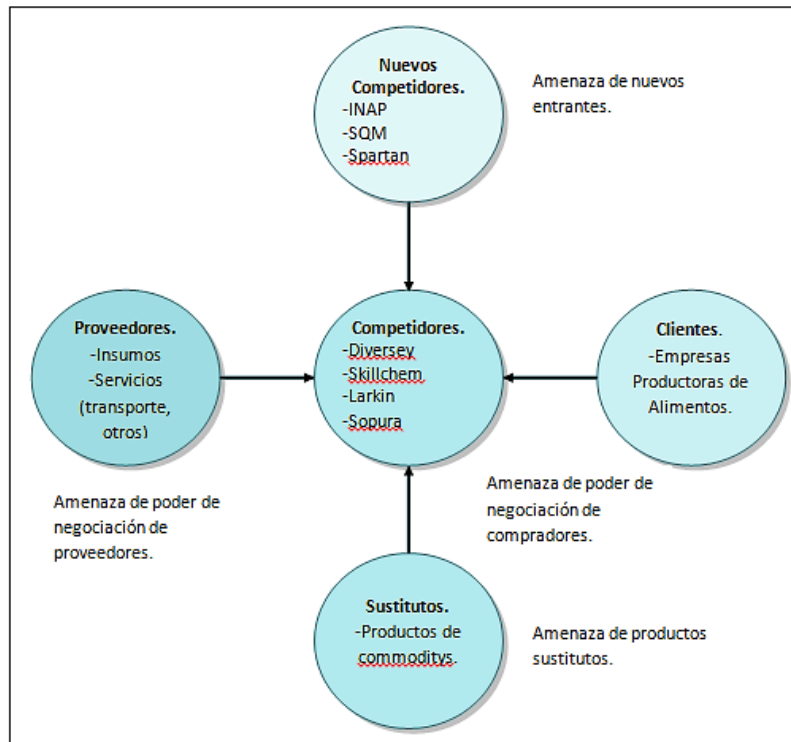 Nuevos
Competidores.
-INAP
-SQM
-Spartan
Amenaza de nuevos
entrantes.
Proveedores.
-Insumos
-Servicios
(transporte,
otros)
Competidores.
-Diversey
-Skillchem
-Larkin
-Sopura
Clientes.
-Empresas
Productoras de
Alimentos.
Amenaza de poder de
negociación de
proveedores.
Amenaza de poder de
negociación de
compradores.
Sustitutos.
-Productos de
commoditys.
Amenaza de productos
sustitutos.